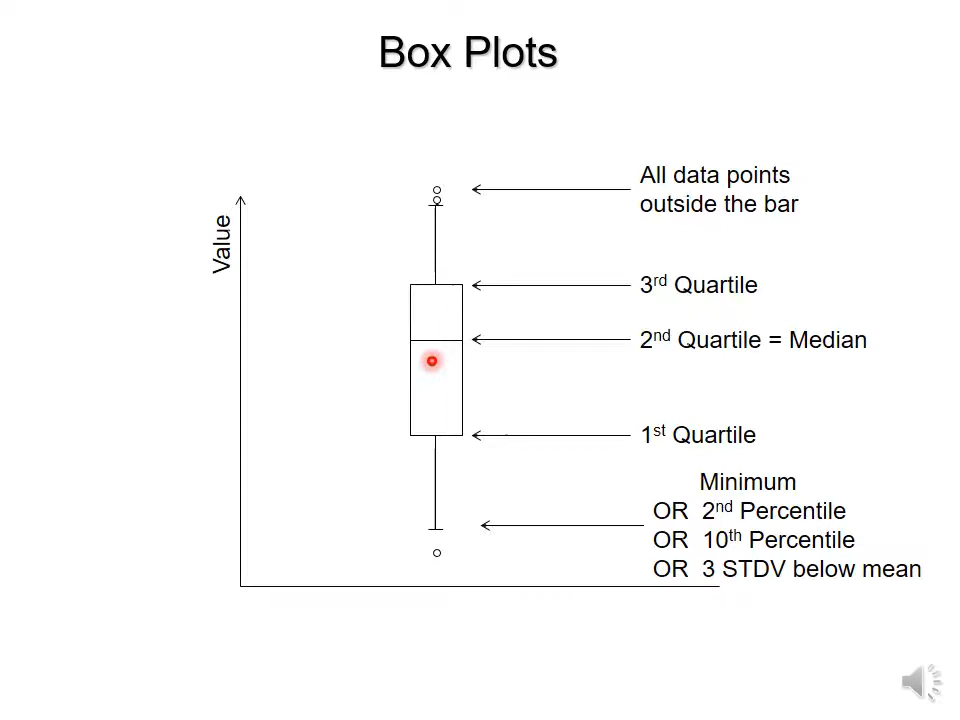 Box Plots
All data points
outside the bar
Value
3rd Quartile
2nd Quartile = Median
1st Quartile
Minimum
OR 2nd Percentile
OR 10th Percentile
OR 3 STDV below mean